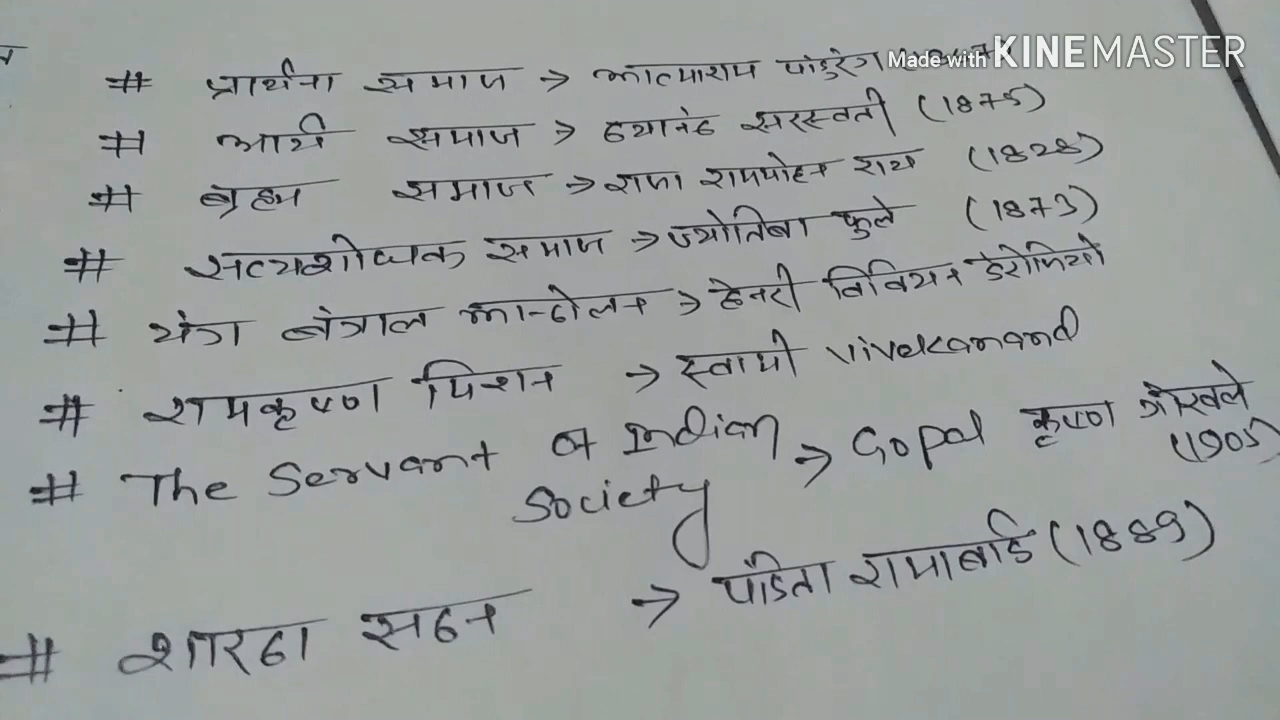 Made with KINEMASTER
# प्रार्थना समाज → आत्माराम पांडुरंग
# आर्य समाज → दयानंद सरस्वती (1875)
# ब्रह्म समाज → राजा राममोहन राय (1828)
# सत्यशोधक समाज → ज्योतिबा फुले (1873)
# यंग बंगाल आन्दोलन → हेनरी विवियन डेरोजियो
# रामकृष्ण मिशन → स्वामी Vivekanand
# The Servant of Indian Society → Gopal कृष्ण गोखले (1905)
# शारदा सदन → पंडिता रामाबाई (1889)